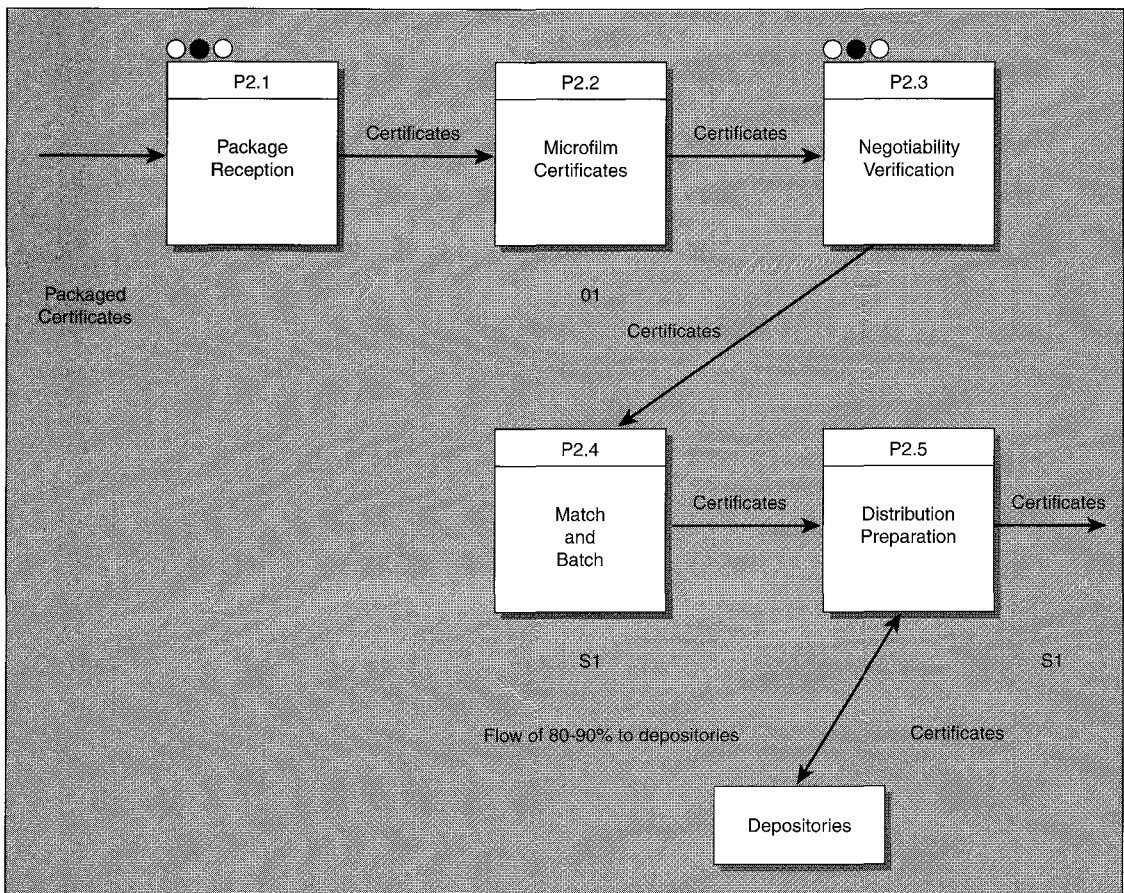 P2.1
Package
Reception
Certificates
P2.2
Microfilm
Certificates
Certificates
P2.3
Negotiability
Verification
Packaged
Certificates
01
Certificates
P2.4
Match
and
Batch
Certificates
P2.5
Distribution
Preparation
Certificates
S1
S1
Flow of 80-90% to depositories
Certificates
Depositories